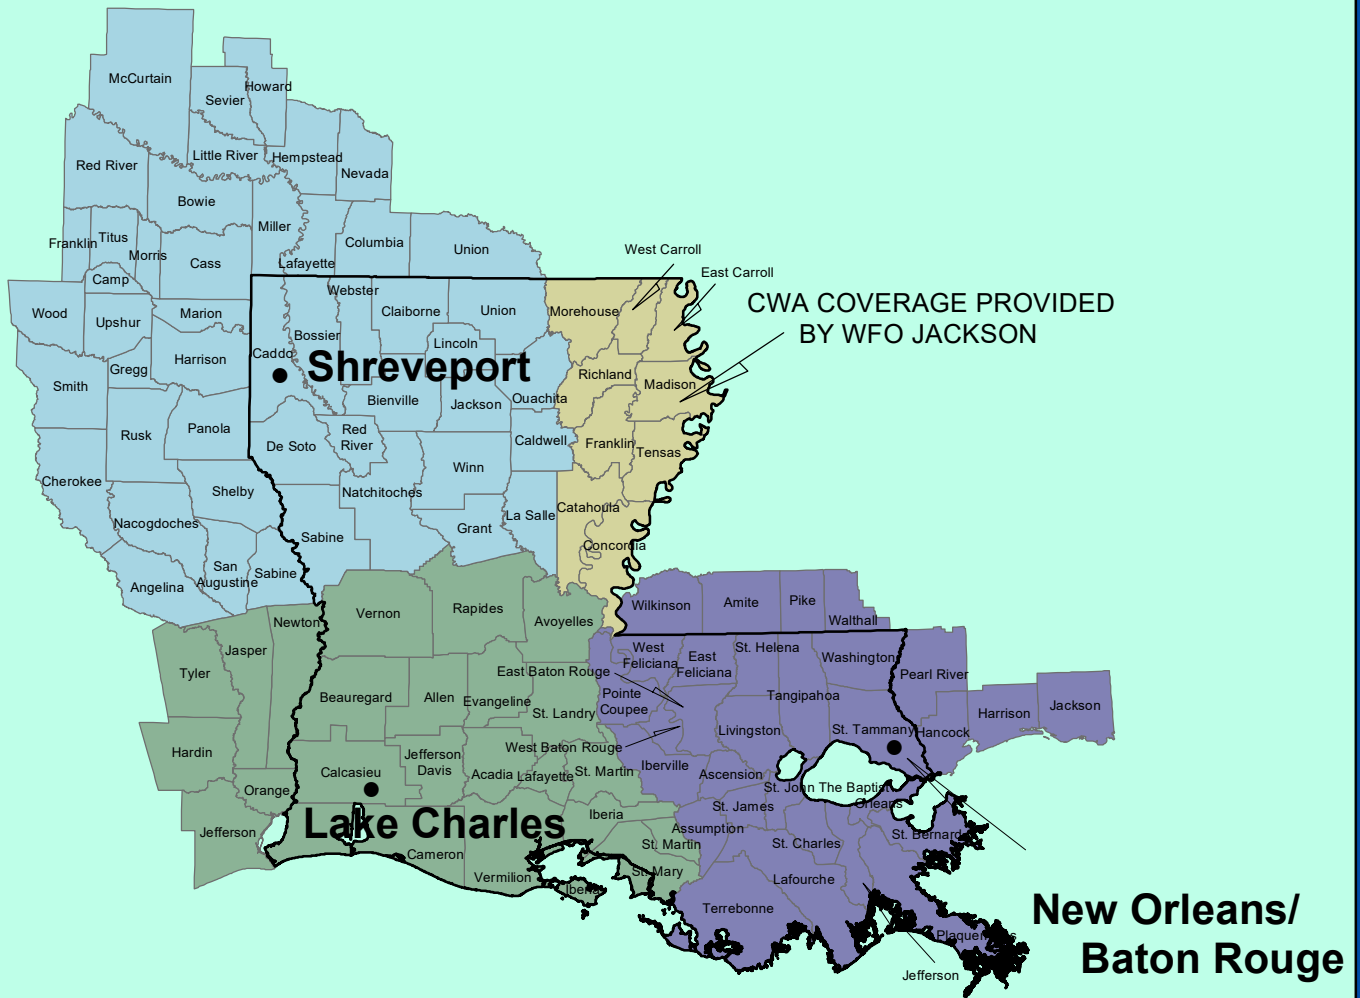 McCurtain
Howard
Sevier
Little River
Hempstead
Red River
Nevada
Bowie
Miller
Franklin
Titus
Morris
Cass
Lafayette
Columbia
Union
West Carroll
East Carroll
Camp
Wood
Upshur
Marion
Webster
Claiborne
Union
Morehouse
CWA COVERAGE PROVIDED
BY WFO JACKSON
Bossier
Lincoln
Caddo
Harrison
Gregg
Shreveport
Smith
Richland
Madison
Bienville
Jackson
Ouachita
Rusk
Panola
De Soto
Red
River
Caldwell
Franklin
Tensas
Winn
Cherokee
Shelby
Natchitoches
Catahoula
La Salle
Nacogdoches
Grant
Sabine
Concordia
San
Augustine
Sabine
Angelina
Wilkinson
Amite
Pike
Walthall
Vernon
Rapides
Avoyelles
Newton
Jasper
Tyler
West
Feliciana
East
Feliciana
St. Helena
Washington
Pearl River
East Baton Rouge
Beauregard
Allen
Evangeline
Pointe
Coupee
Tangipahoa
Harrison
Jackson
St. Landry
Livingston
St. Tammany
Hancock
Hardin
West Baton Rouge
Jefferson
Davis
Iberville
Calcasieu
Acadia
Lafayette
St. Martin
Ascension
St. John The Baptist
Orange
Orleans
St. James
Lake Charles
Iberia
Jefferson
Assumption
St. Bernard
St. Martin
St. Charles
Cameron
Vermilion
St. Mary
Lafourche
Iberia
Terrebonne
New Orleans/
Baton Rouge
Jefferson